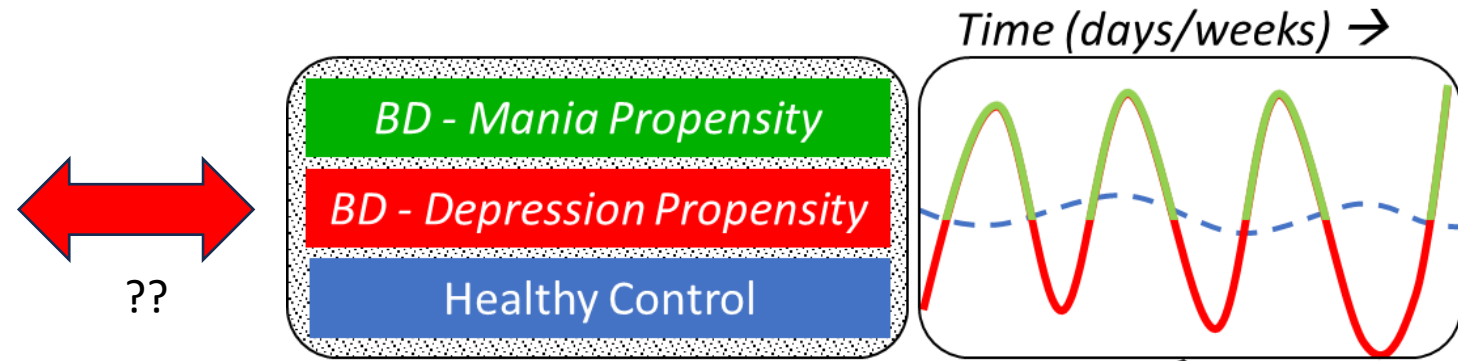 Time (days/weeks) →
BD - Mania Propensity
BD - Depression Propensity
Healthy Control
??